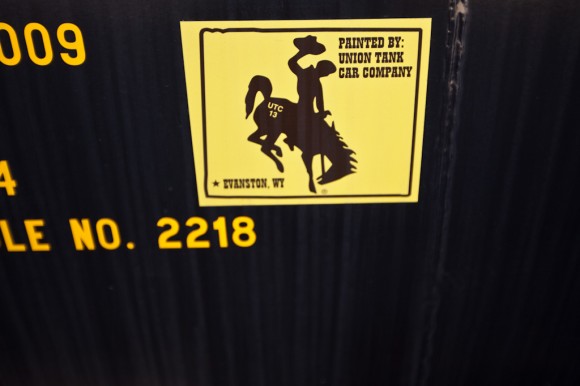 009
PAINTED BY:
UNION TANK
CAR COMPANY
UTC
13
★ EVANSTON, WY
4
LE NO. 2218